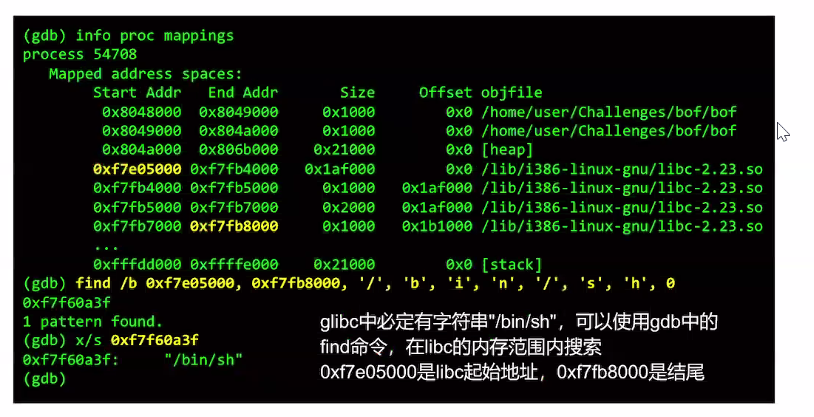 (gdb) info proc mappings
process 54708
Mapped address spaces:
Start Addr End Addr Size Offset objfile
0x8048000 0x8049000 0x1000 0x0 /home/user/Challenges/bof/bof
0x8049000 0x804a000 0x1000 0x0 /home/user/Challenges/bof/bof
0x804a000 0x806b000 0x21000 0x0 [heap]
0xf7e05000 0xf7fb4000 0x1af000 0x0 /lib/i386-linux-gnu/libc-2.23.so
0xf7fb4000 0xf7fb5000 0x1000 0x1af000 /lib/i386-linux-gnu/libc-2.23.so
0xf7fb5000 0xf7fb7000 0x2000 0x1af000 /lib/i386-linux-gnu/libc-2.23.so
0xf7fb7000 0xf7fb8000 0x1000 0x1b1000 /lib/i386-linux-gnu/libc-2.23.so
...
0xfffdd000 0xffffe000 0x21000 0x0 [stack]
(gdb) find /b 0xf7e05000, 0xf7fb8000, '/', 'b', 'i', 'n', '/', 's', 'h', 0
0xf7f60a3f
1 pattern found.
(gdb) x/s 0xf7f60a3f
0xf7f60a3f: "/bin/sh"
(gdb)
glibc中必定有字符串"/bin/sh"，可以使用gdb中的
find命令，在libc的内存范围内搜索
0xf7e05000是libc起始地址，0xf7fb8000是结尾